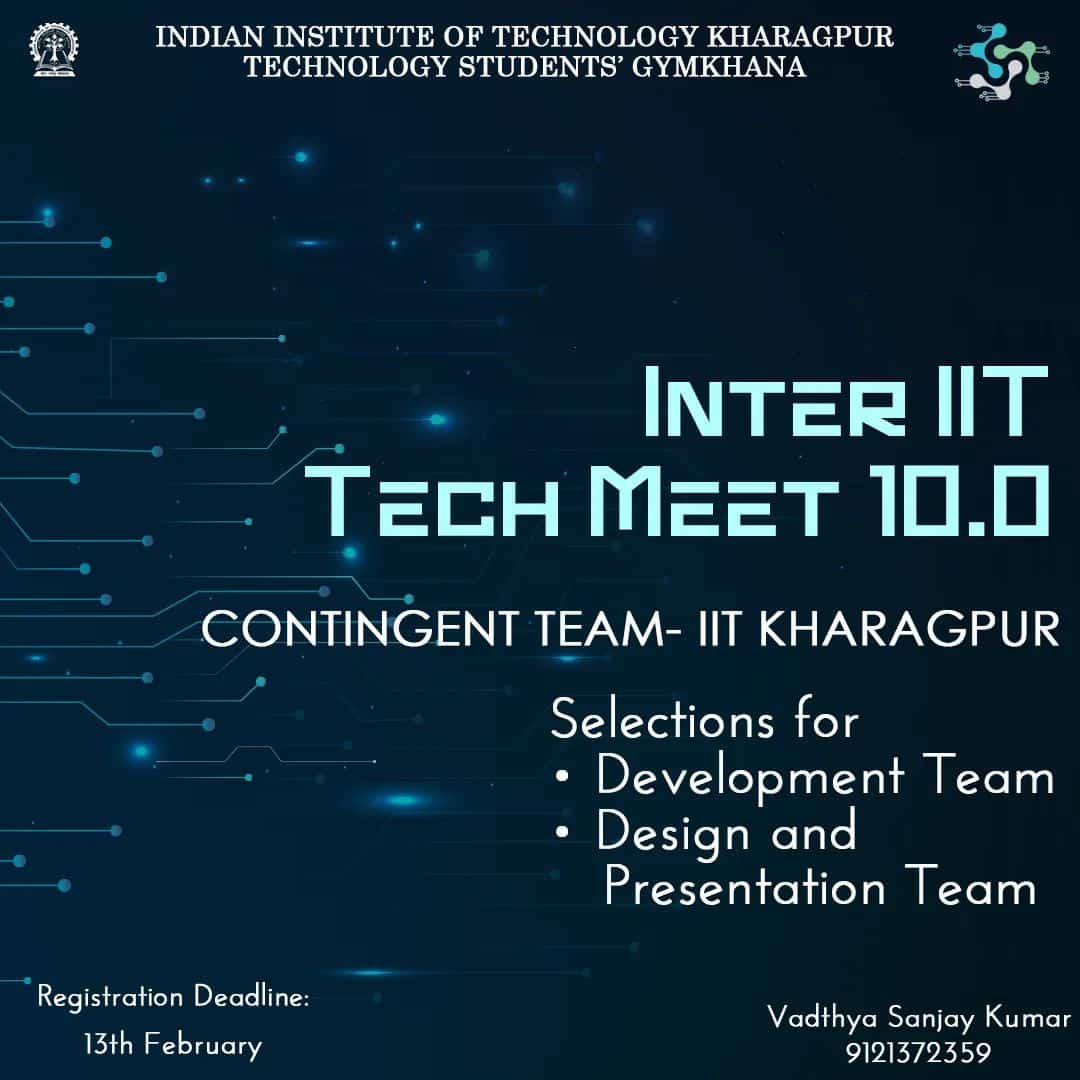 INDIAN INSTITUTE OF TECHNOLOGY KHARAGPUR
TECHNOLOGY STUDENTS' GYMKHANA
INTER IIT
TECH MEET 10.0
CONTINGENT TEAM- IIT KHARAGPUR
Selections for
• Development Team
• Design and
Presentation Team
Registration Deadline:
13th February
Vadthya Sanjay Kumar
9121372359